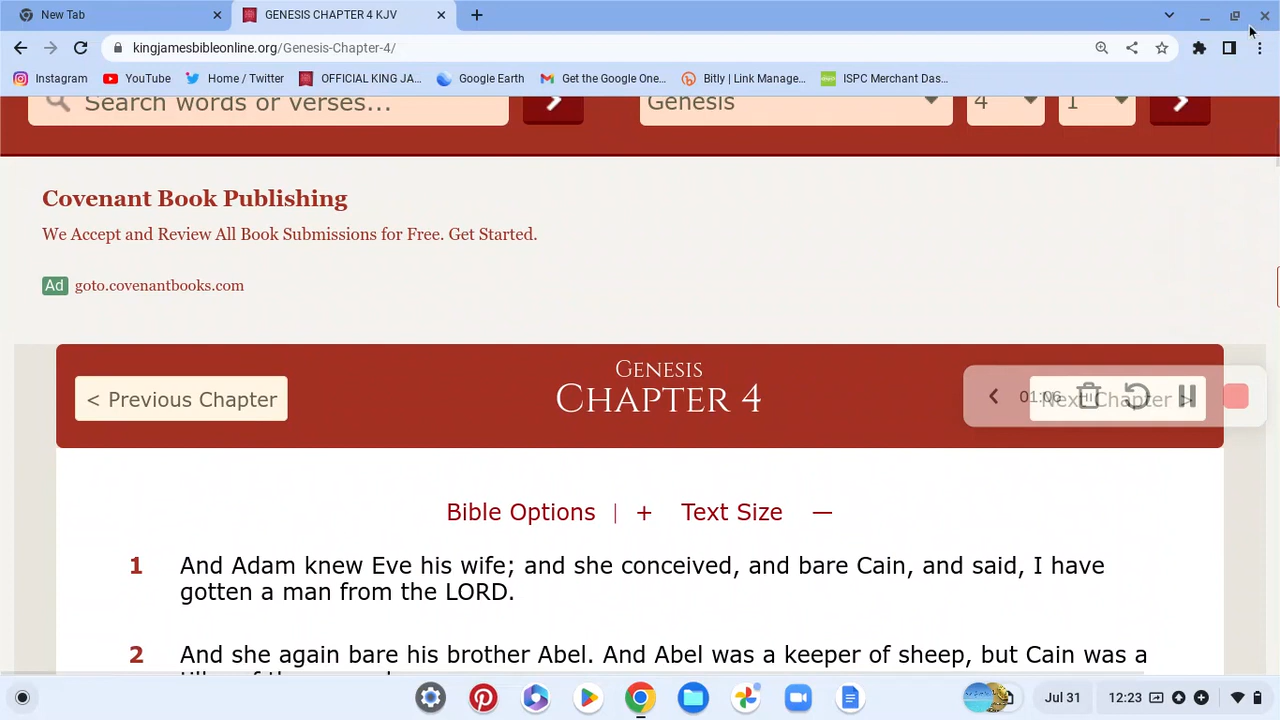 New Tab
GENESIS CHAPTER 4 KJV
kingjamesbibleonline.org/Genesis-Chapter-4/
Instagram
YouTube
Home / Twitter
OFFICIAL KING JA...
Google Earth
Get the Google One...
Bitly | Link Manage...
ISPC Merchant Das...
Search words or verses...
Genesis
4
1
Covenant Book Publishing
We Accept and Review All Book Submissions for Free. Get Started.
Ad goto.covenantbooks.com
GENESIS
CHAPTER 4
< Previous Chapter
01:06
Next Chapter >
Bible Options | + Text Size —
1 And Adam knew Eve his wife; and she conceived, and bare Cain, and said, I have
gotten a man from the LORD.
2 And she again bare his brother Abel. And Abel was a keeper of sheep, but Cain was a
Jul 31
12:23